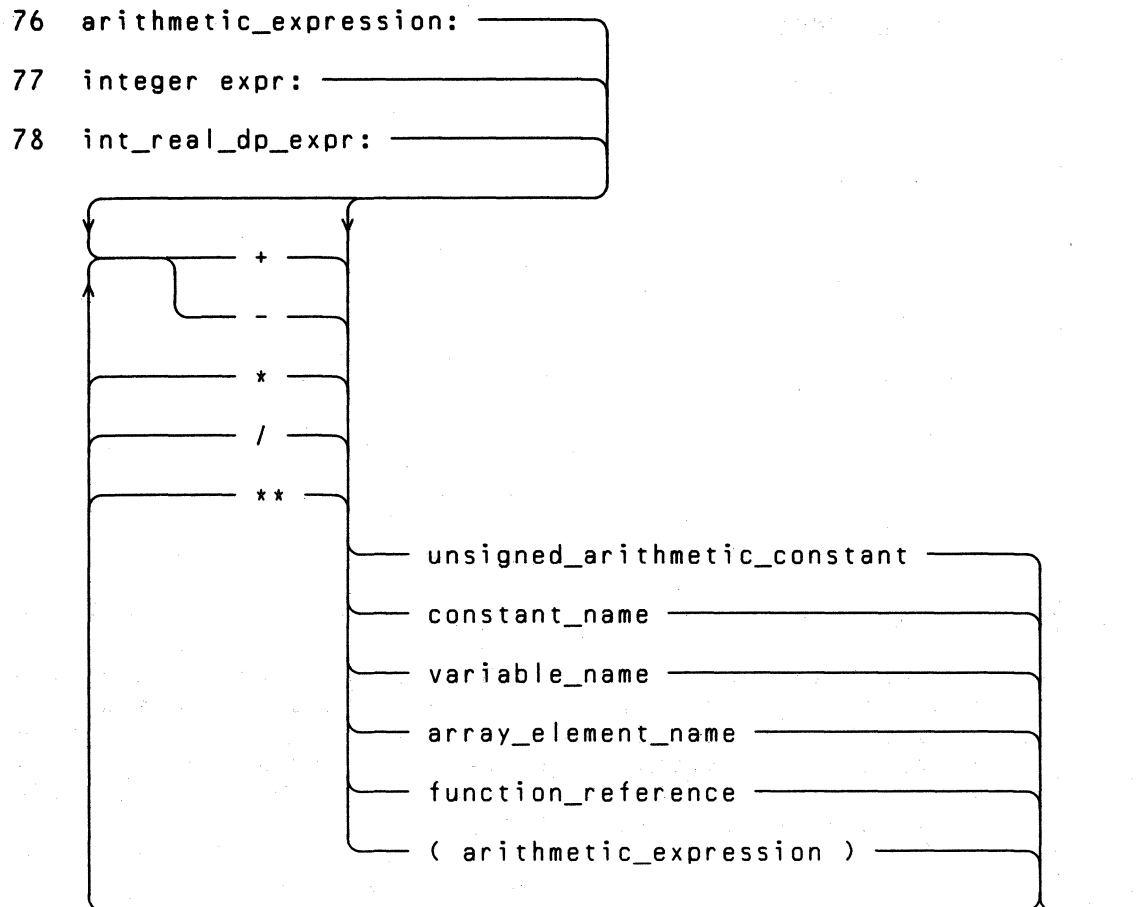 76 arithmetic_expression:
77 integer expr:
78 int_real_dp_expr:
+
-
*
/
**
unsigned_arithmetic_constant
constant_name
variable_name
array_element_name
function_reference
( arithmetic_expression )